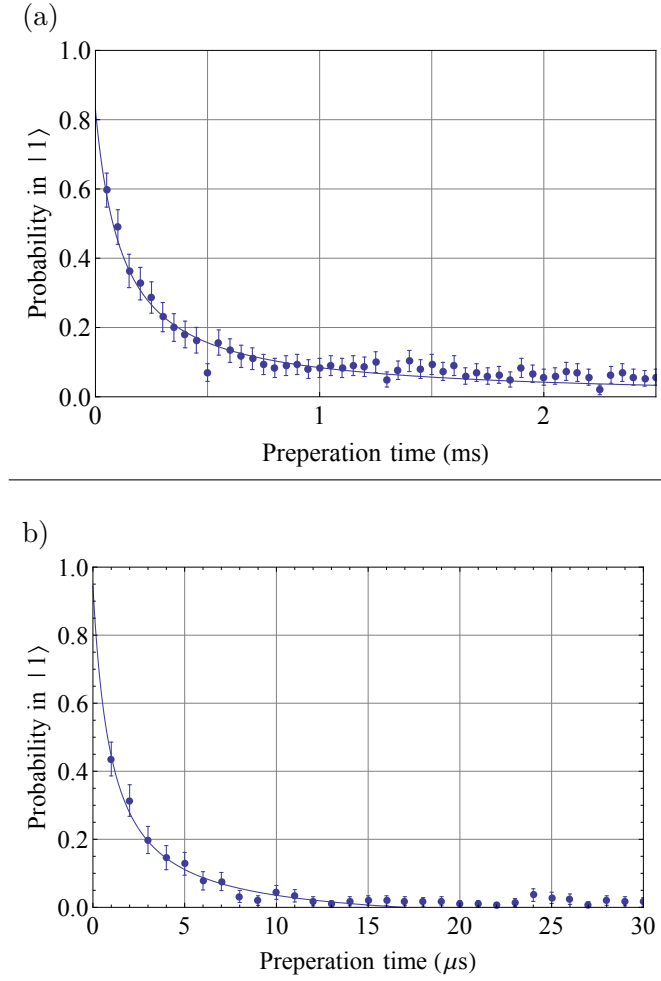 (a)
1.0
0.8
0.6
0.4
0.2
0.0
0 1 2
Probability in |1⟩
Preperation time (ms)
b)
1.0
0.8
0.6
0.4
0.2
0.0
0 5 10 15 20 25 30
Probability in |1⟩
Preperation time (μs)